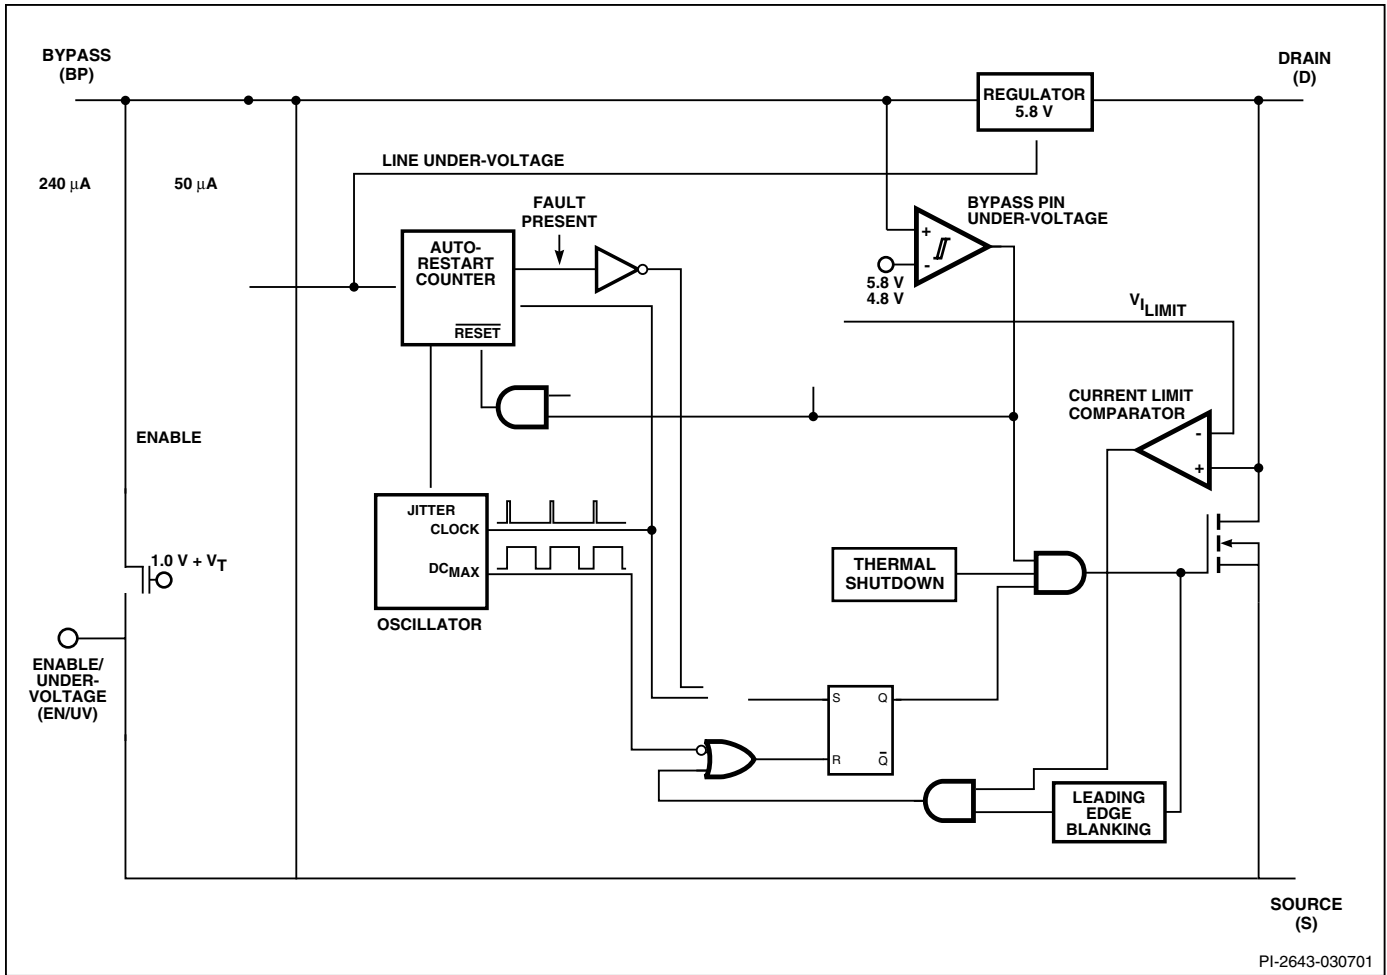 BYPASS
(BP)
DRAIN
(D)
REGULATOR
5.8 V
LINE UNDER-VOLTAGE
240 μA
50 μA
FAULT
PRESENT
BYPASS PIN
UNDER-VOLTAGE
+
-
5.8 V
4.8 V
AUTO-
RESTART
COUNTER
RESET
VILIMIT
CURRENT LIMIT
COMPARATOR
-
+
ENABLE
JITTER
CLOCK
DCMAX
OSCILLATOR
1.0 V + VT
THERMAL
SHUTDOWN
ENABLE/
UNDER-
VOLTAGE
(EN/UV)
S Q
R Q̅
LEADING
EDGE
BLANKING
SOURCE
(S)
PI-2643-030701